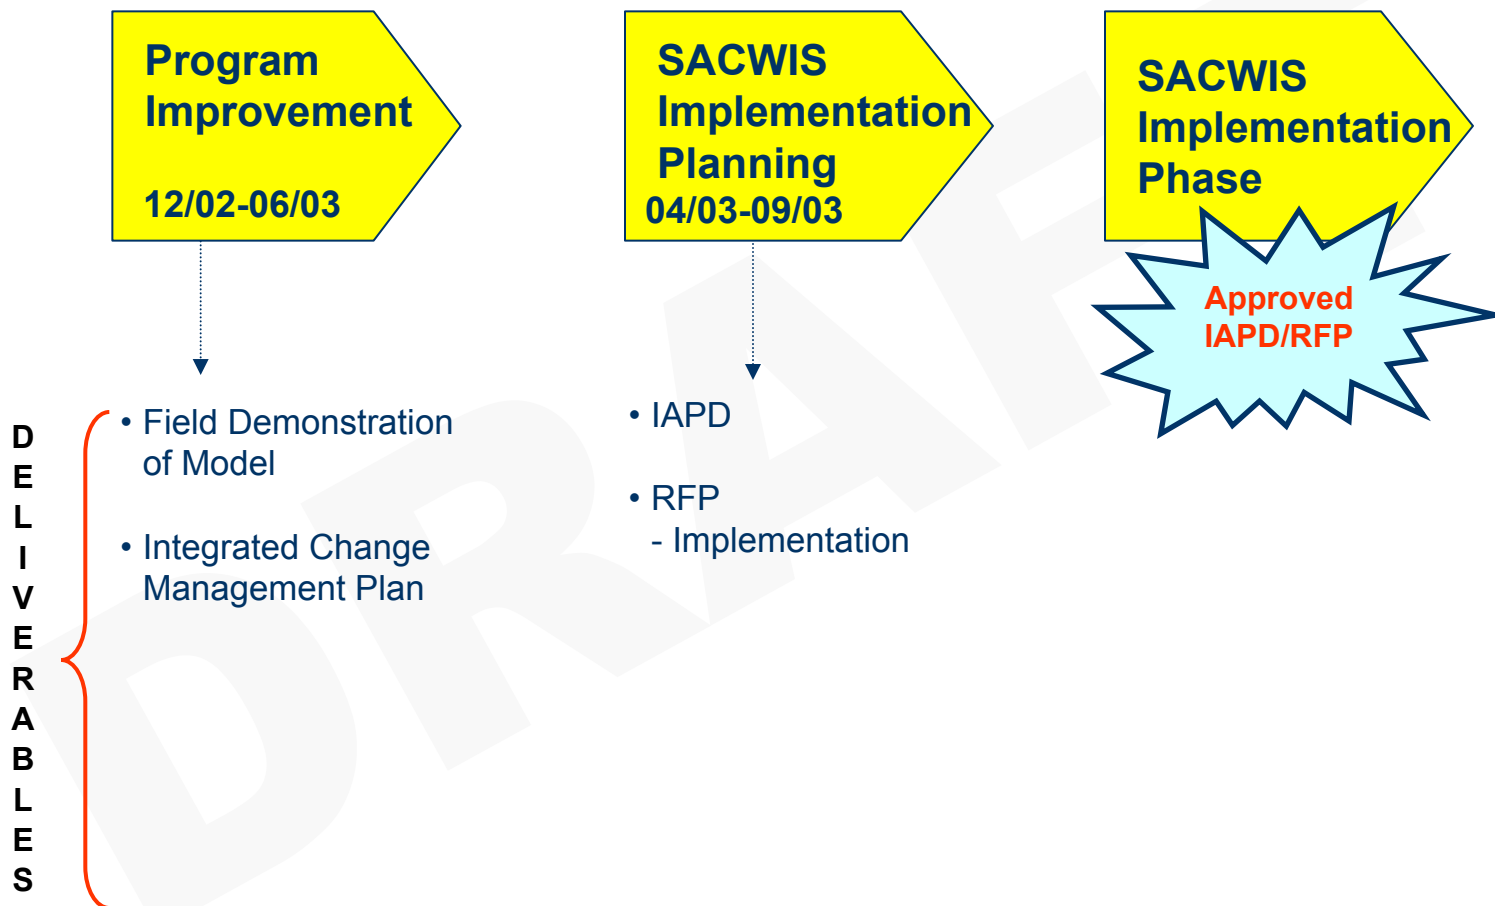 Program
Improvement
12/02-06/03
SACWIS
Implementation
Planning
04/03-09/03
SACWIS
Implementation
Phase
Approved
IAPD/RFP
DELIVERABLES
• Field Demonstration
of Model
• Integrated Change
Management Plan
• IAPD
• RFP
- Implementation
DRAFT